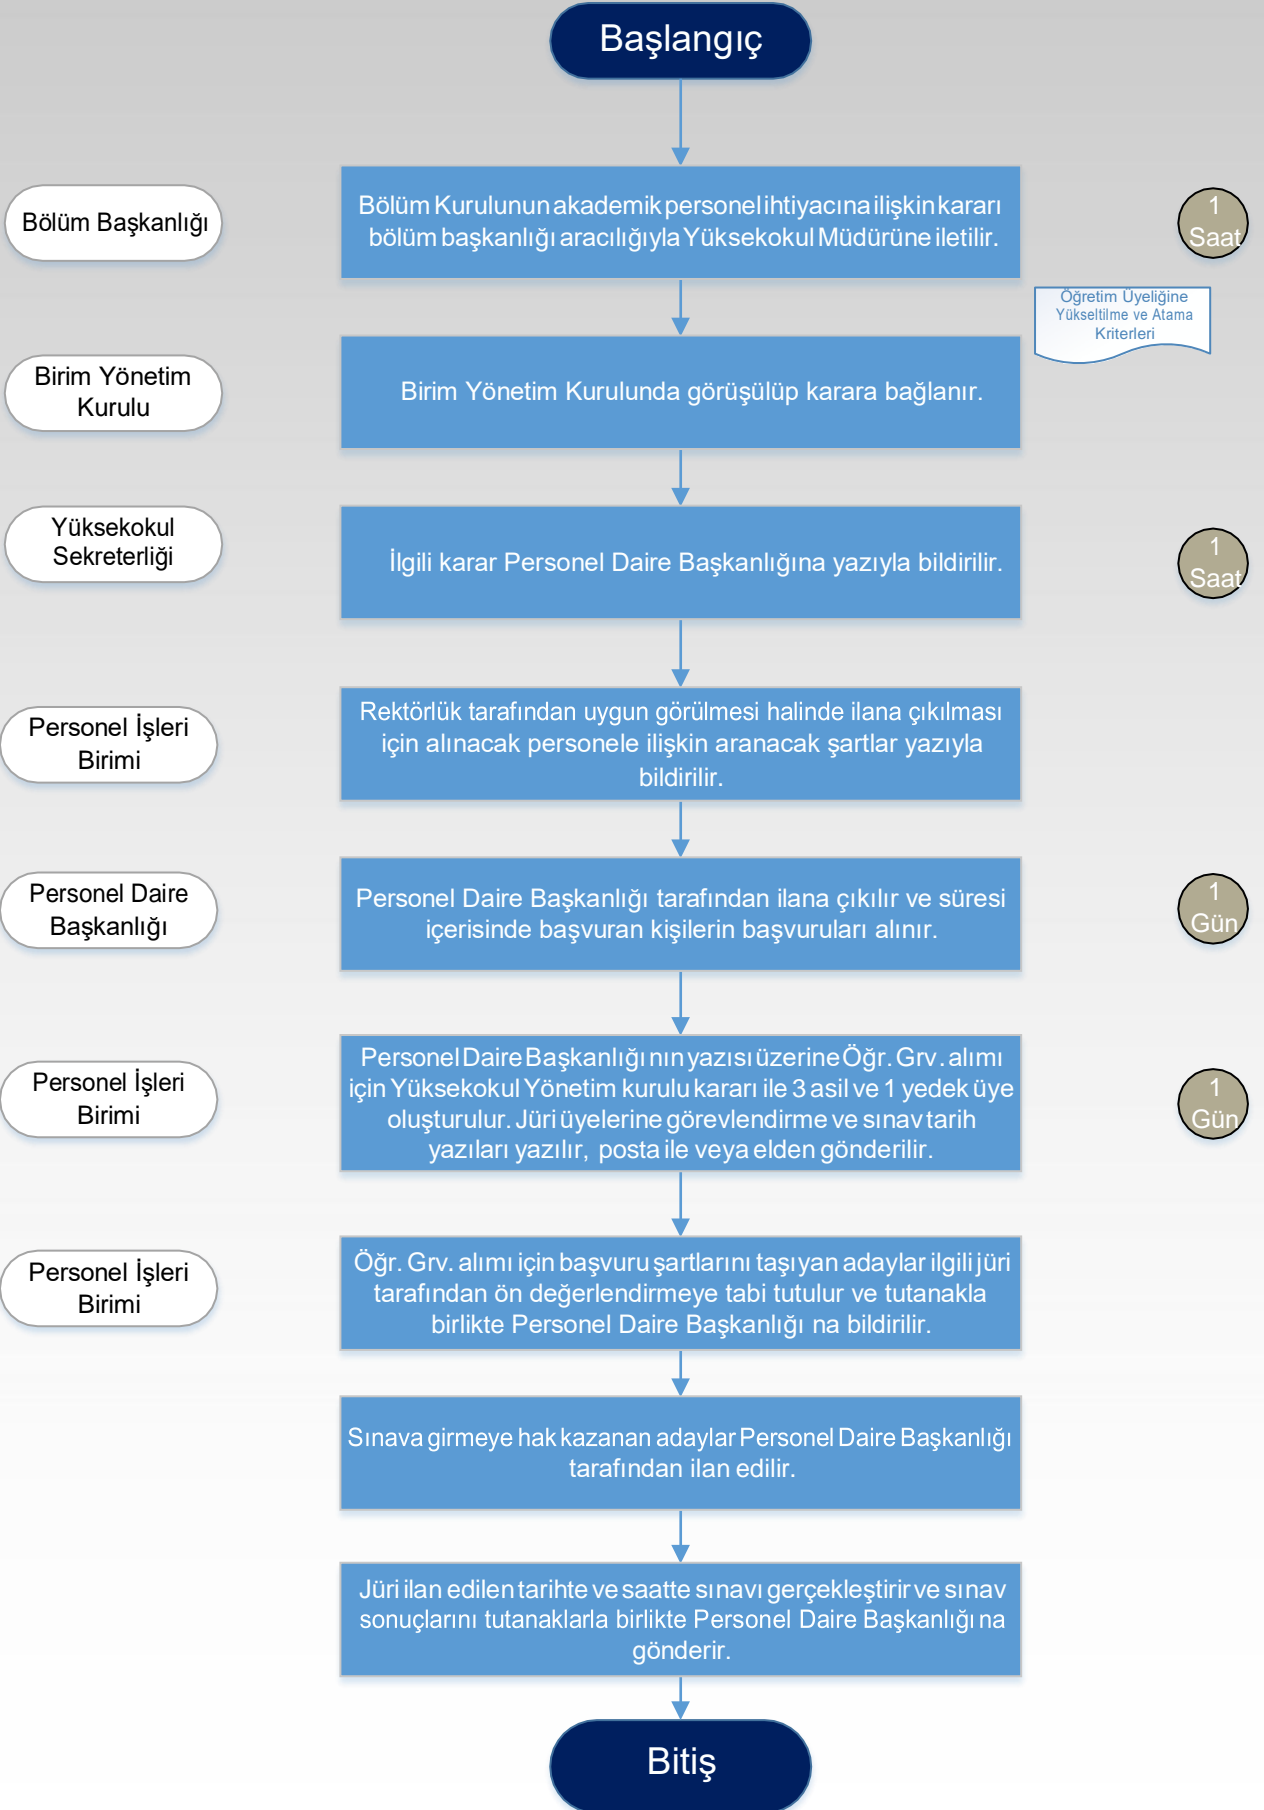 Başlangıç
Bölüm Başkanlığı
Bölüm Kurulunun akademik personel ihtiyacına ilişkin kararı
bölüm başkanlığı aracılığıyla Yüksekokul Müdürüne iletilir.
1
Saat
Öğretim Üyeliğine
Yükseltilme ve Atama
Kriterleri
Birim Yönetim
Kurulu
Birim Yönetim Kurulunda görüşülüp karara bağlanır.
Yüksekokul
Sekreterliği
İlgili karar Personel Daire Başkanlığına yazıyla bildirilir.
1
Saat
Personel İşleri
Birimi
Rektörlük tarafından uygun görülmesi halinde ilana çıkılması
için alınacak personele ilişkin aranacak şartlar yazıyla
bildirilir.
Personel Daire
Başkanlığı
Personel Daire Başkanlığı tarafından ilana çıkılır ve süresi
içerisinde başvuran kişilerin başvuruları alınır.
1
Gün
Personel İşleri
Birimi
Personel Daire Başkanlığı nın yazısı üzerine Öğr. Grv. alımı
için Yüksekokul Yönetim kurulu kararı ile 3 asil ve 1 yedek üye
oluşturulur. Jüri üyelerine görevlendirme ve sınav tarih
yazıları yazılır, posta ile veya elden gönderilir.
1
Gün
Personel İşleri
Birimi
Öğr. Grv. alımı için başvuru şartlarını taşıyan adaylar ilgili jüri
tarafından ön değerlendirmeye tabi tutulur ve tutanakla
birlikte Personel Daire Başkanlığı na bildirilir.
Sınava girmeye hak kazanan adaylar Personel Daire Başkanlığı
tarafından ilan edilir.
Jüri ilan edilen tarihte ve saatte sınavı gerçekleştirir ve sınav
sonuçlarını tutanaklarla birlikte Personel Daire Başkanlığı na
gönderir.
Bitiş